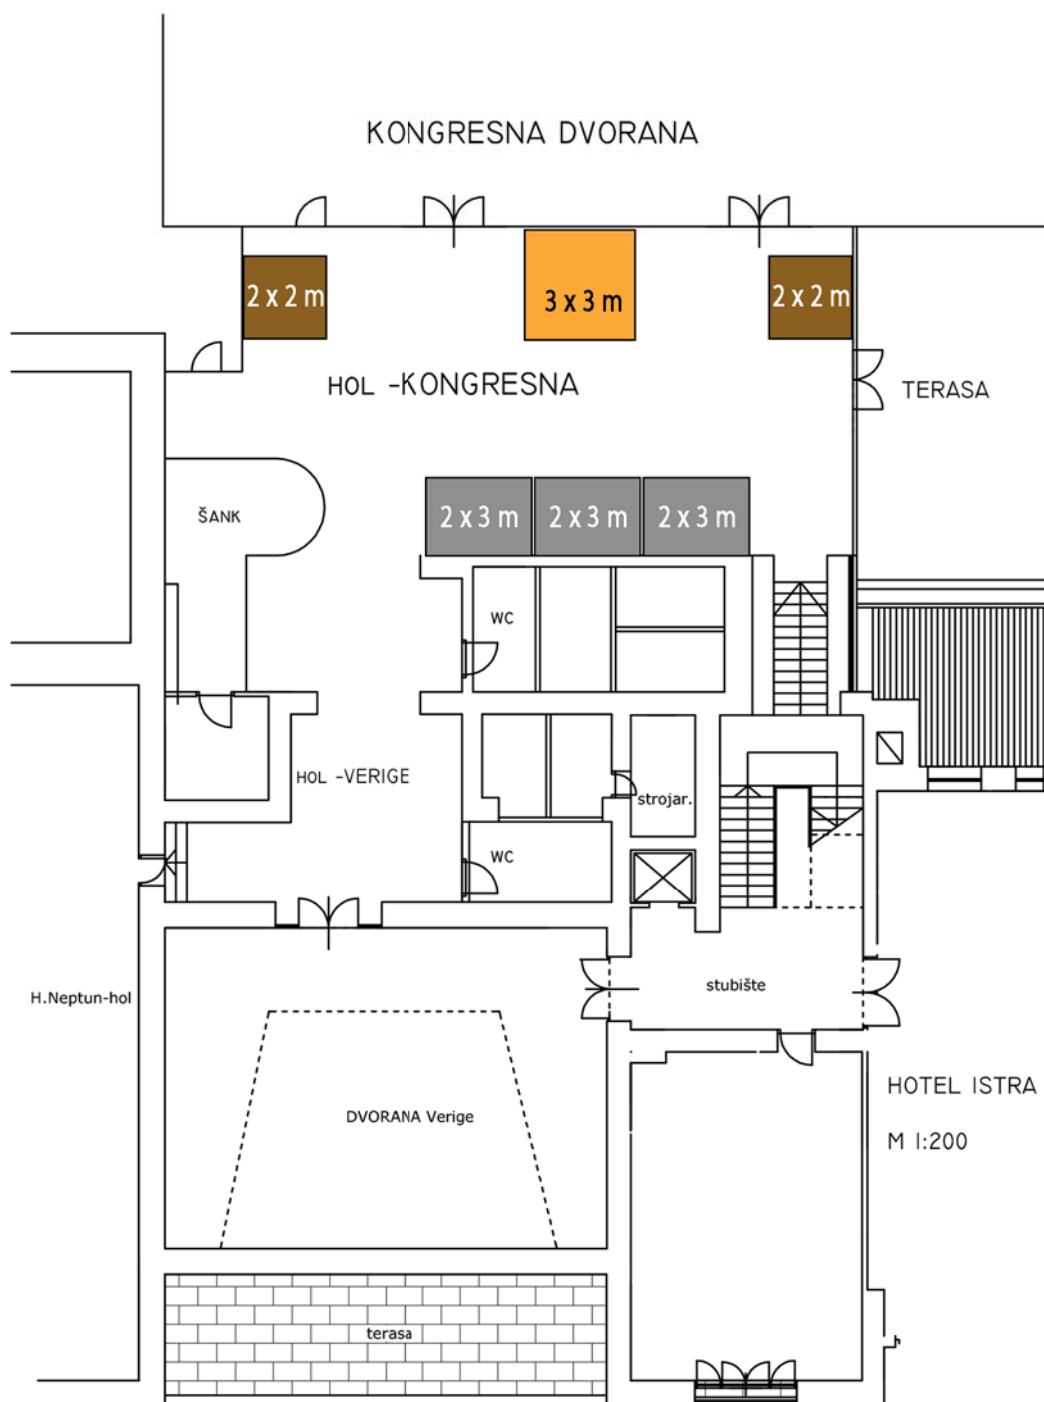 KONGRESNA DVORANA
2 x 2 m
3 x 3 m
2 x 2 m
HOL -KONGRESNA
TERASA
2 x 3 m
2 x 3 m
2 x 3 m
ŠANK
WC
HOL -VERIGE
strojar.
WC
stubište
H.Neptun-hol
HOTEL ISTRA
DVORANA Verige
M 1:200
terasa